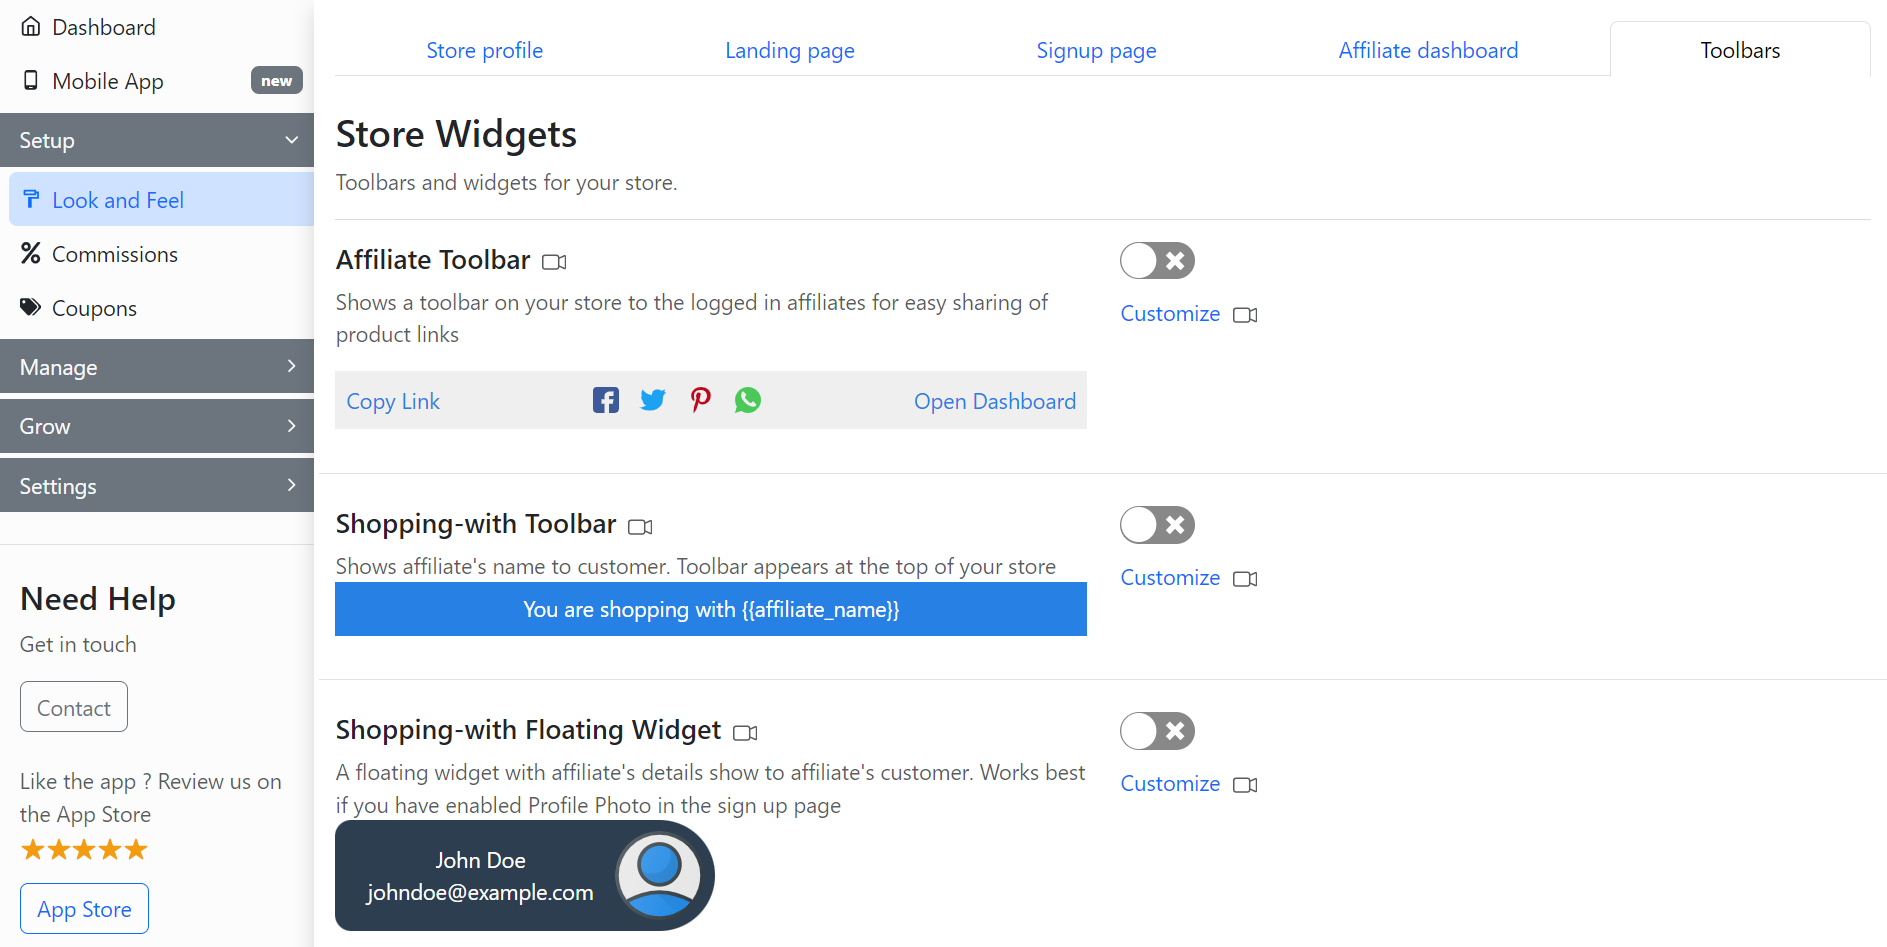 Dashboard
Mobile App
new
Setup
Look and Feel
Commissions
Coupons
Manage
Grow
Settings
Need Help
Get in touch
Contact
Like the app ? Review us on
the App Store
App Store
Store profile
Landing page
Signup page
Affiliate dashboard
Toolbars
Store Widgets
Toolbars and widgets for your store.
Affiliate Toolbar
Shows a toolbar on your store to the logged in affiliates for easy sharing of
product links
Customize
Copy Link
Open Dashboard
Shopping-with Toolbar
Shows affiliate's name to customer. Toolbar appears at the top of your store
Customize
You are shopping with {{affiliate_name}}
Shopping-with Floating Widget
A floating widget with affiliate's details show to affiliate's customer. Works best
if you have enabled Profile Photo in the sign up page
Customize
John Doe
johndoe@example.com